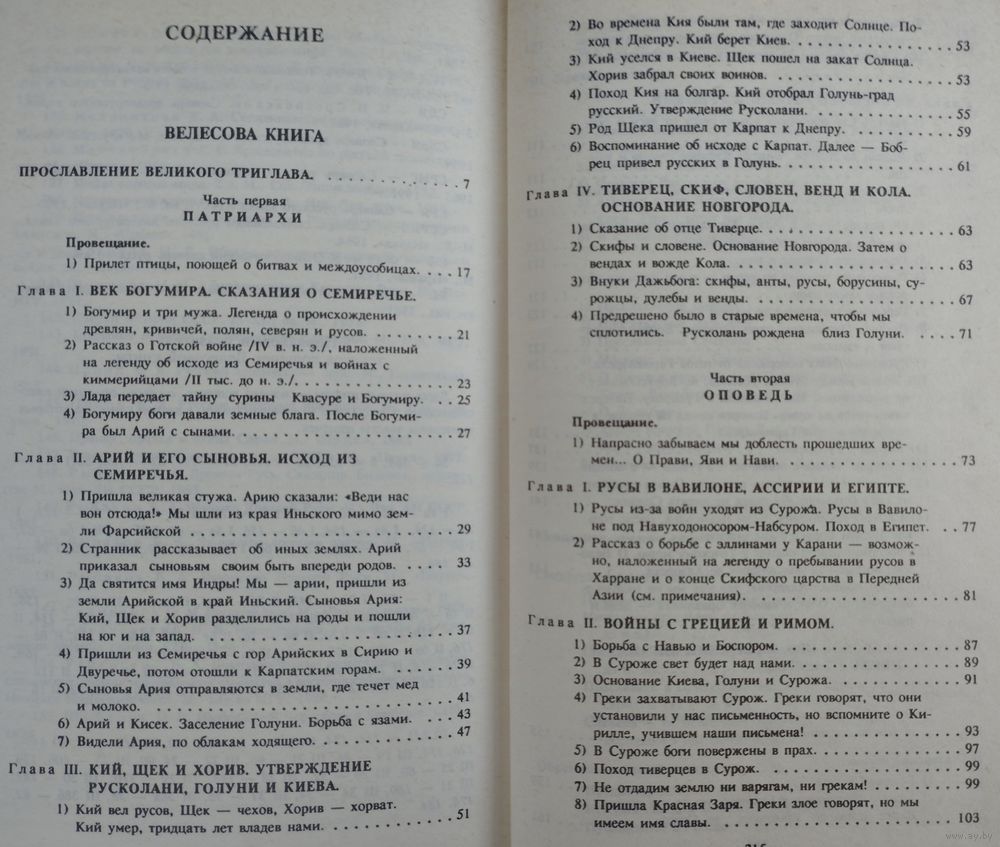 СОДЕРЖАНИЕ
ВЕЛЕСОВА КНИГА
ПРОСЛАВЛЕНИЕ ВЕЛИКОГО ТРИГЛАВА. . . . . . . . . . . . 7
Часть первая
ПАТРИАРХИ
Провещание.
1) Прилет птицы, поющей о битвах и междоусобицах. . . . 17
Глава I. ВЕК БОГУМИРА. СКАЗАНИЯ О СЕМИРЕЧЬЕ.
1) Богумир и три мужа. Легенда о происхождении
древлян, кривичей, полян, северян и русов. . . . . . . . 21
2) Рассказ о Готской войне /IV в. н. э./, наложенный
на легенду об исходе из Семиречья и войнах с
киммерийцами /II тыс. до н. э./. . . . . . . . . . . . . . 23
3) Лада передает тайну сурины Квасуре и Богумиру. . . 25
4) Богумиру боги давали земные блага. После Богуми-
ра был Арий с сынами. . . . . . . . . . . . . . . . . . . 27
Глава II. АРИЙ И ЕГО СЫНОВЬЯ. ИСХОД ИЗ
СЕМИРЕЧЬЯ.
1) Пришла великая стужа. Арию сказали: «Веди нас
вон отсюда!» Мы шли из края Иньского мимо зем-
ли Фарсийской . . . . . . . . . . . . . . . . . . . . . . 29
2) Странник рассказывает об иных землях. Арий
приказал сыновьям своим быть впереди родов. . . . . 33
3) Да святится имя Индры! Мы — арии, пришли из
земли Арийской в край Иньский. Сыновья Ария:
Кий, Щек и Хорив разделились на роды и пошли
на юг и на запад. . . . . . . . . . . . . . . . . . . . . 37
4) Пришли из Семиречья с гор Арийских в Сирию и
Двуречье, потом отошли к Карпатским горам. . . . . . 39
5) Сыновья Ария отправляются в земли, где течет мед
и молоко. . . . . . . . . . . . . . . . . . . . . . . . . 41
6) Арий и Кисек. Заселение Голуни. Борьба с язами. . . . 43
7) Видели Ария, по облакам ходящего. . . . . . . . . . . 47
Глава III. КИЙ, ЩЕК И ХОРИВ. УТВЕРЖДЕНИЕ
РУСКОЛАНИ, ГОЛУНИ И КИЕВА.
1) Кий вел русов, Щек — чехов, Хорив — хорват.
Кий умер, тридцать лет владев нами. . . . . . . . . . 51
2) Во времена Кия были там, где заходит Солнце. По-
ход к Днепру. Кий берет Киев. . . . . . . . . . . . . . 53
3) Кий уселся в Киеве. Щек пошел на закат Солнца.
Хорив забрал своих воинов. . . . . . . . . . . . . . . 53
4) Поход Кия на болгар. Кий отобрал Голунь-град
русский. Утверждение Русколани. . . . . . . . . . . . 55
5) Род Щека пришел от Карпат к Днепру. . . . . . . . . 59
6) Воспоминание об исходе с Карпат. Далее — Боб-
рец привел русских в Голунь. . . . . . . . . . . . . . 61
Глава IV. ТИВЕРЕЦ, СКИФ, СЛОВЕН, ВЕНД И КОЛА.
ОСНОВАНИЕ НОВГОРОДА.
1) Сказание об отце Тиверце. . . . . . . . . . . . . . . 63
2) Скифы и словене. Основание Новгорода. Затем о
вендах и вожде Кола. . . . . . . . . . . . . . . . . . 63
3) Внуки Дажьбога: скифы, анты, русы, борусины, су-
рожцы, дулебы и венды. . . . . . . . . . . . . . . . . 67
4) Предрешено было в старые времена, чтобы мы
сплотились. Русколань рождена близ Голуни. . . . . 71
Часть вторая
ОПОВЕДЬ
Провещание.
1) Напрасно забываем мы доблесть прошедших вре-
мен... О Прави, Яви и Нави. . . . . . . . . . . . . . . 73
Глава I. РУСЫ В ВАВИЛОНЕ, АССИРИИ И ЕГИПТЕ.
1) Русы из-за войн уходят из Сурожа. Русы в Вавило-
не под Навуходоносором-Набсуром. Поход в Египет. . . 77
2) Рассказ о борьбе с эллинами у Карани — возмож-
но, наложенный на легенду о пребывании русов в
Харране и о конце Скифского царства в Передней
Азии (см. примечания). . . . . . . . . . . . . . . . . 81
Глава II. ВОЙНЫ С ГРЕЦИЕЙ И РИМОМ.
1) Борьба с Навью и Боспором. . . . . . . . . . . . . . 87
2) В Суроже свет будет над нами. . . . . . . . . . . . . 89
3) Основание Киева, Голуни и Сурожа. . . . . . . . . . 91
4) Греки захватывают Сурож. Греки говорят, что они
установили у нас письменность, но вспомните о Ки-
рилле, учившем наши письмена! . . . . . . . . . . . . 93
5) В Суроже боги повержены в прах. . . . . . . . . . . 97
6) Поход тиверцев в Сурож. . . . . . . . . . . . . . . . 99
7) Не отдадим землю ни варягам, ни грекам! . . . . . . 99
8) Пришла Красная Заря. Греки злое говорят, но мы
имеем имя славы. . . . . . . . . . . . . . . . . . . . 103
www.ay.by